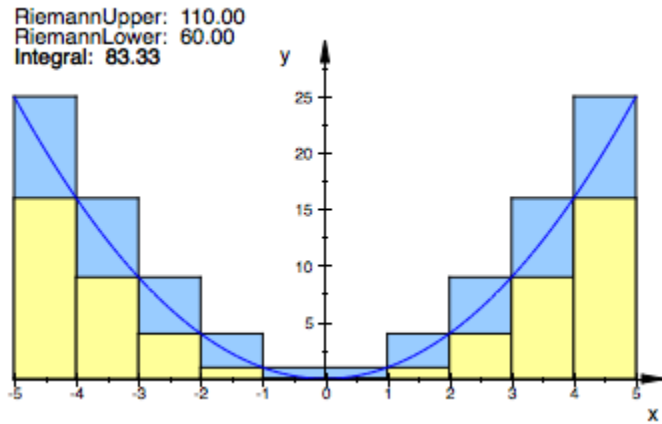 RiemannUpper: 110.00
RiemannLower: 60.00
Integral: 83.33
y
25
20
15
10
5
-5 -4 -3 -2 -1 0 1 2 3 4 5
x